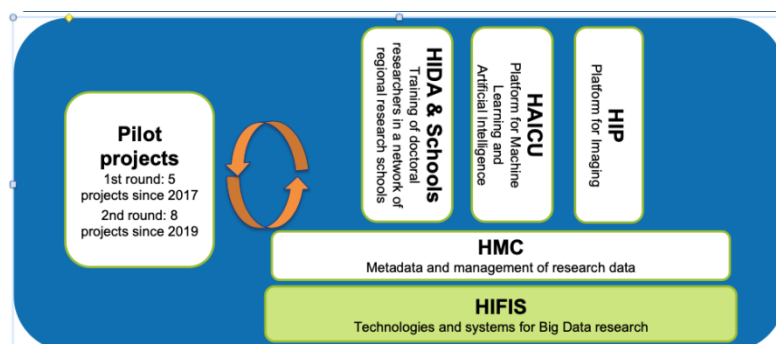 Pilot
projects
1st round: 5
projects since 2017
2nd round: 8
projects since 2019
HIDA & Schools
Training of doctoral
researchers in a network of
regional research schools
HAICU
Platform for Machine
Learning and
Artificial Intelligence
HIP
Platform for Imaging
HMC
Metadata and management of research data
HIFIS
Technologies and systems for Big Data research